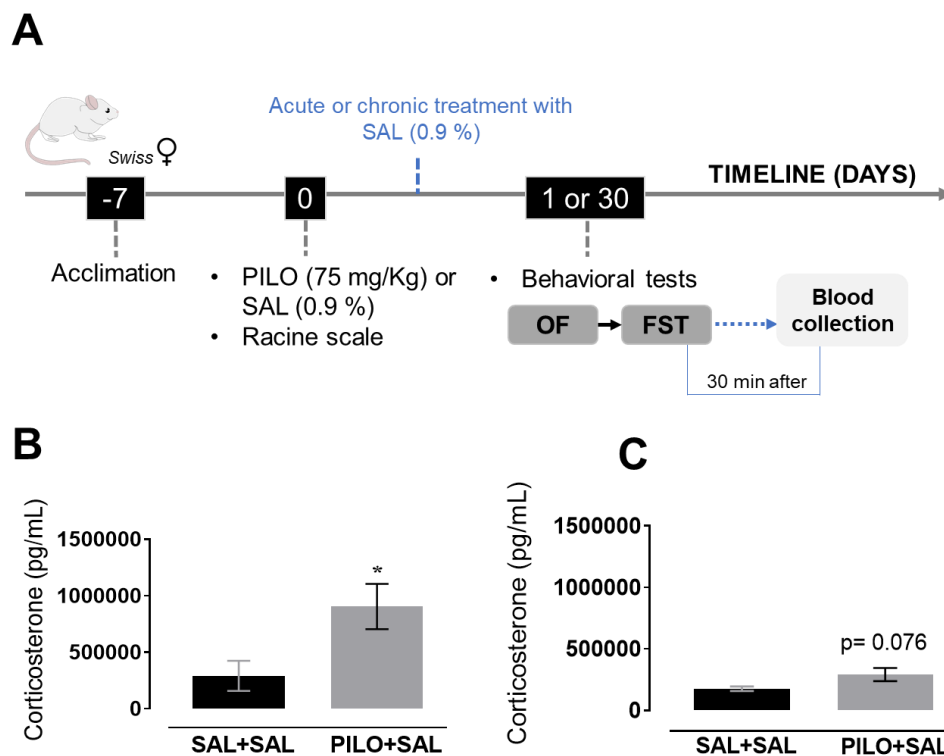 A
Acute or chronic treatment with
SAL (0.9 %)
Swiss ♀
TIMELINE (DAYS)
-7
0
1 or 30
Acclimation
• PILO (75 mg/Kg) or
SAL (0.9 %)
• Racine scale
• Behavioral tests
OF
FST
Blood
collection
30 min after
B
Corticosterone (pg/mL)
1500000
1000000
500000
0
*
SAL+SAL
PILO+SAL
C
Corticosterone (pg/mL)
1500000
1000000
500000
0
p= 0.076
SAL+SAL
PILO+SAL